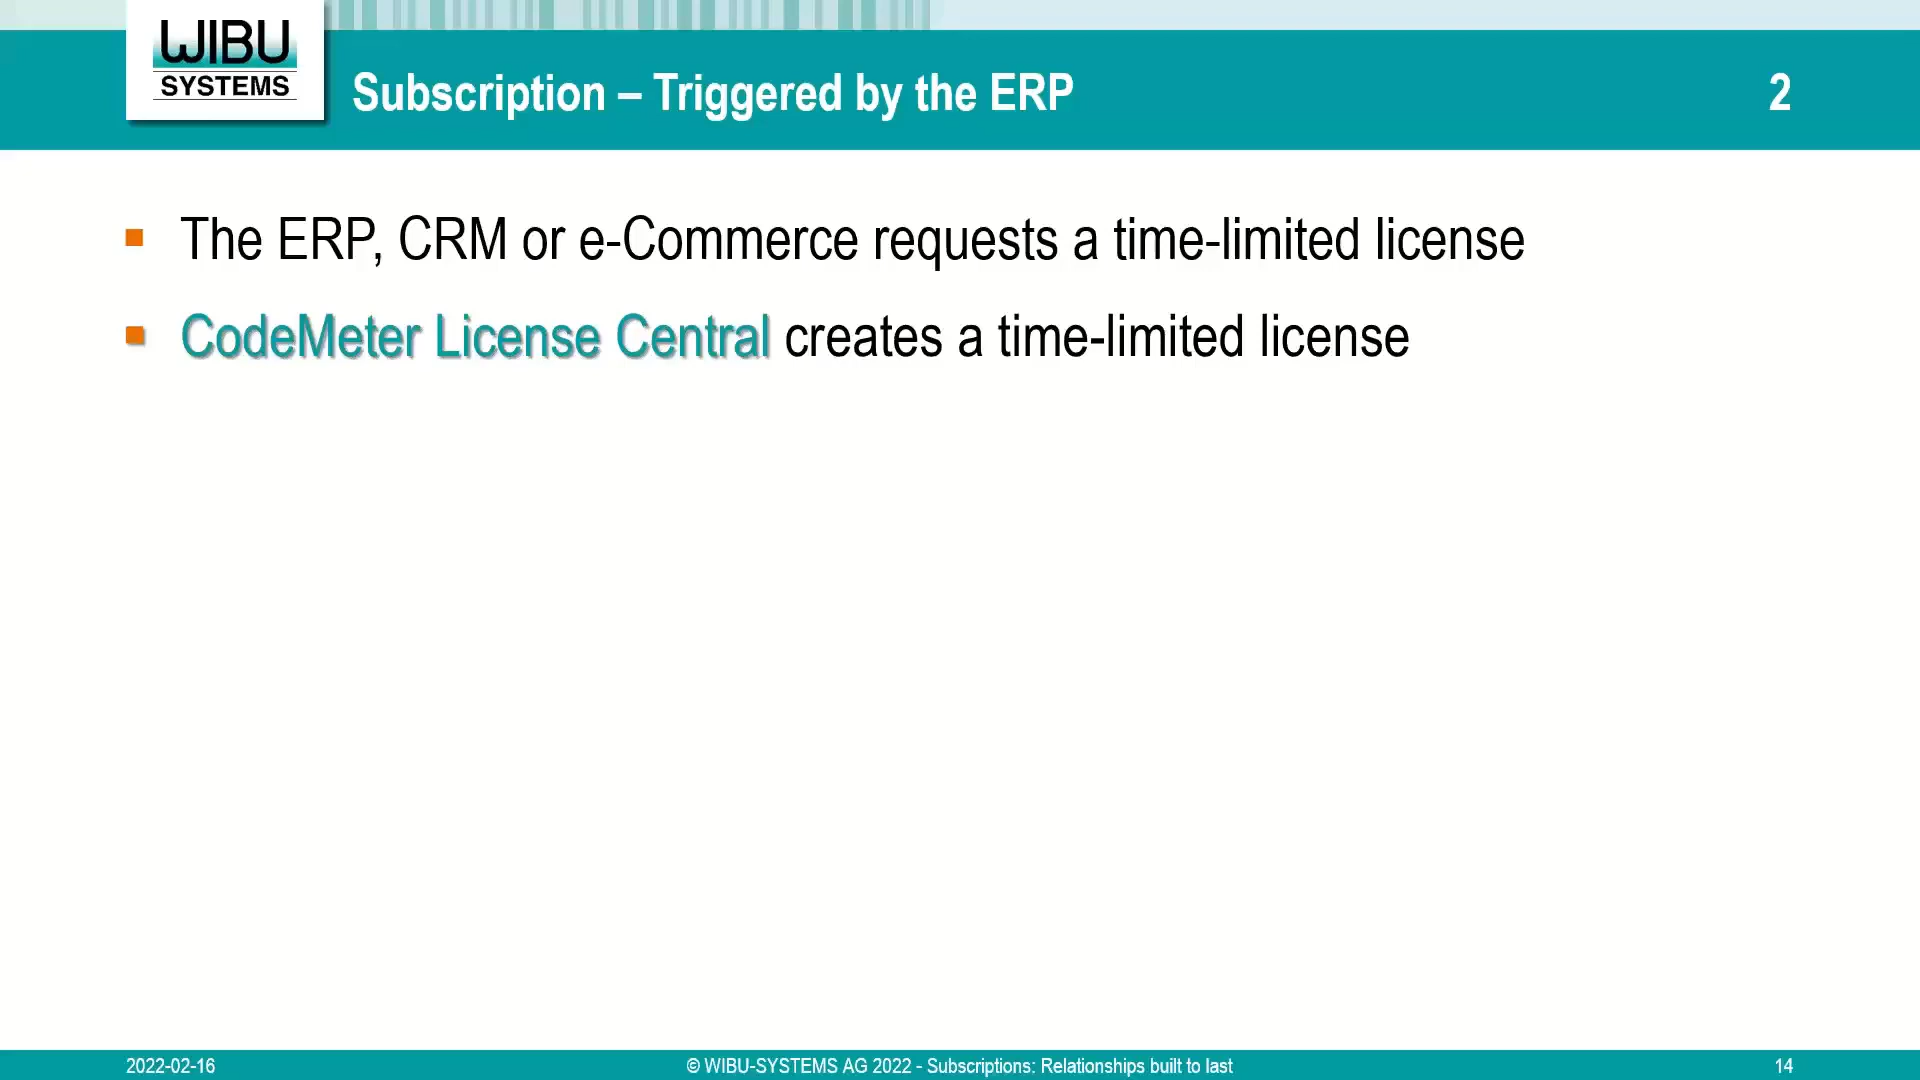 WIBU
SYSTEMS
Subscription – Triggered by the ERP
2
The ERP, CRM or e-Commerce requests a time-limited license
CodeMeter License Central creates a time-limited license
2022-02-16
© WIBU-SYSTEMS AG 2022 - Subscriptions: Relationships built to last
14